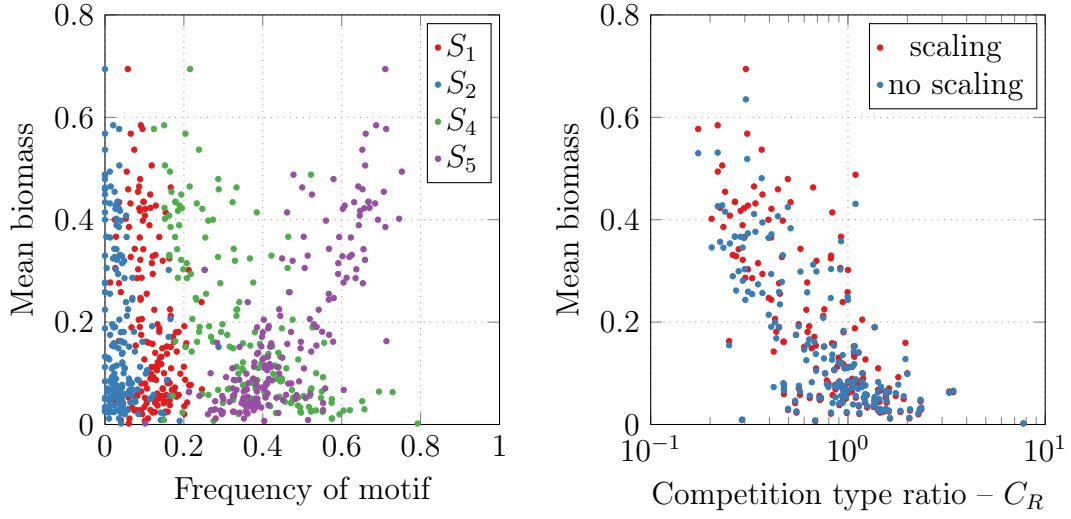 0.8
0.6
0.4
0.2
0
Mean biomass
0
0.2
0.4
0.6
0.8
1
Frequency of motif
S₁
S₂
S₄
S₅
0.8
0.6
0.4
0.2
0
Mean biomass
10⁻¹
10⁰
10¹
Competition type ratio – C_R
scaling
no scaling